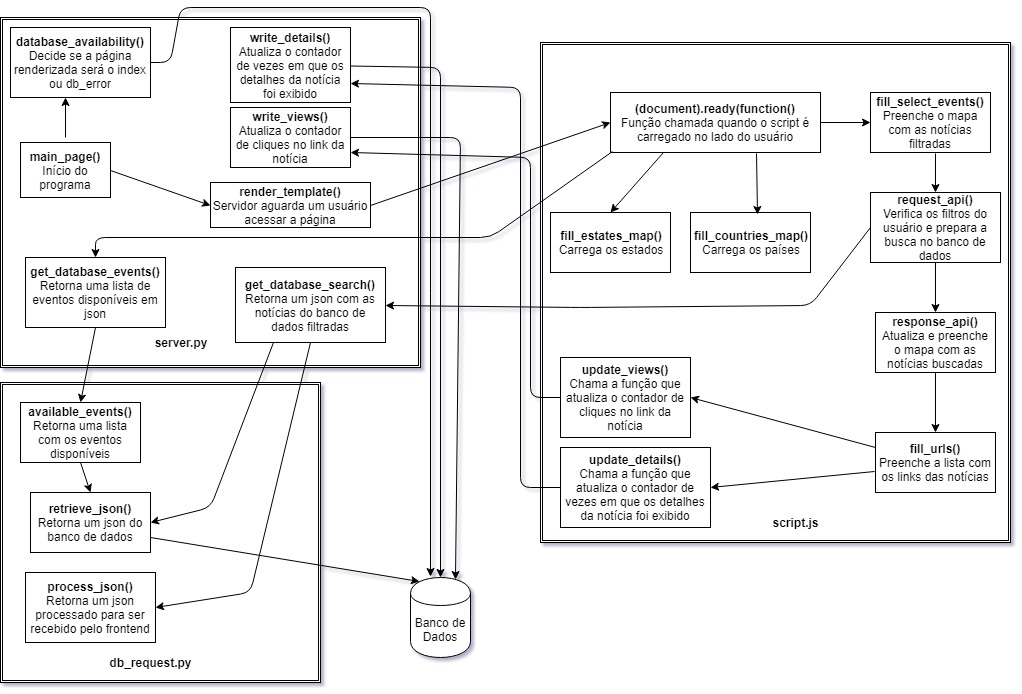 database_availability()
Decide se a página
renderizada será o index
ou db_error
write_details()
Atualiza o contador
de vezes em que os
detalhes da notícia
foi exibido
write_views()
Atualiza o contador
de cliques no link da
notícia
main_page()
Início do
programa
render_template()
Servidor aguarda um usuário
acessar a página
get_database_events()
Retorna uma lista de
eventos disponíveis em
json
get_database_search()
Retorna um json com as
notícias do banco de
dados filtradas
server.py
(document).ready(function()
Função chamada quando o script é
carregado no lado do usuário
fill_select_events()
Preenche o mapa
com as notícias
filtradas
fill_estates_map()
Carrega os estados
fill_countries_map()
Carrega os países
request_api()
Verifica os filtros do
usuário e prepara a
busca no banco de
dados
response_api()
Atualiza e preenche
o mapa com as
notícias buscadas
update_views()
Chama a função que
atualiza o contador de
cliques no link da
notícia
fill_urls()
Preenche a lista com
os links das notícias
update_details()
Chama a função que
atualiza o contador de
vezes em que os detalhes
da notícia foi exibido
script.js
available_events()
Retorna uma lista
com os eventos
disponíveis
retrieve_json()
Retorna um json do
banco de dados
process_json()
Retorna um json
processado para ser
recebido pelo frontend
db_request.py
Banco de
Dados